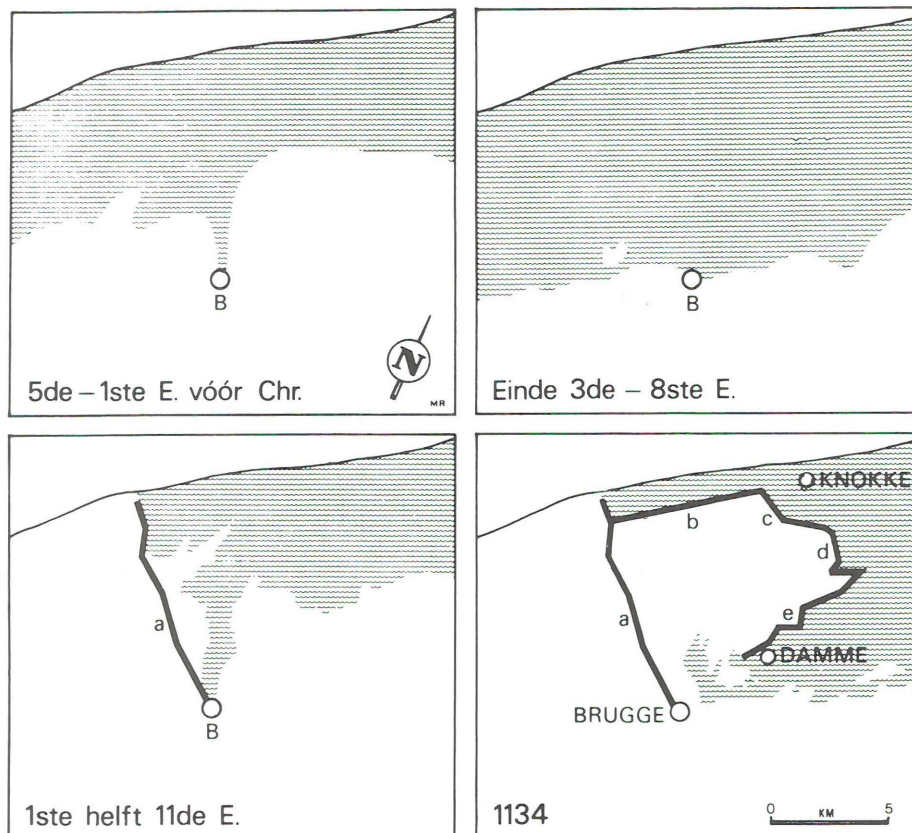 B
N
5de – 1ste E. vóór Chr.
MR
B
Einde 3de – 8ste E.
a
B
1ste helft 11de E.
KNOKKE
b
c
d
a
e
DAMME
BRUGGE
1134
0 KM 5